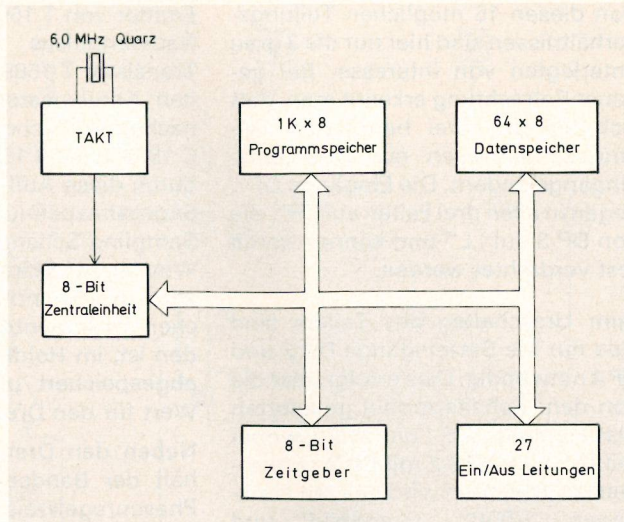 6,0 MHz Quarz
TAKT
1K x 8
Programmspeicher
64 x 8
Datenspeicher
8-Bit
Zentraleinheit
8-Bit
Zeitgeber
27
Ein/Aus Leitungen